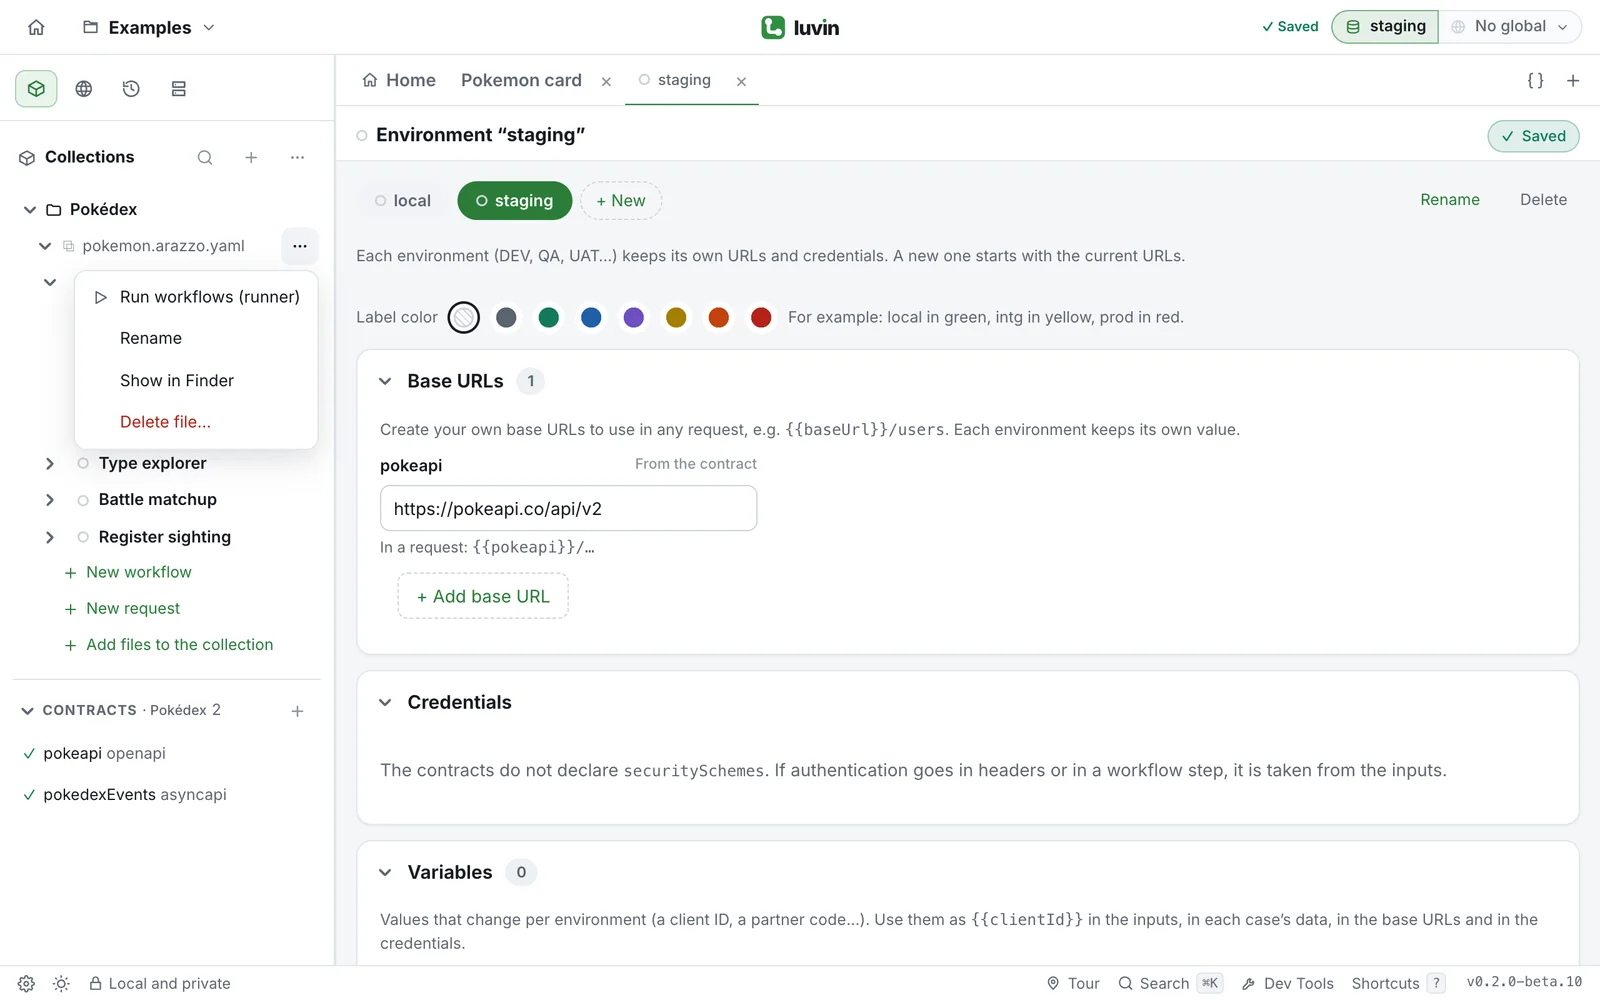 Examples
luvin
Saved
staging
No global
Home
Pokemon card
staging
{}
Collections
Environment “staging”
Saved
Pokédex
pokemon.arazzo.yaml
Run workflows (runner)
Rename
Show in Finder
Delete file...
Type explorer
Battle matchup
Register sighting
+ New workflow
+ New request
+ Add files to the collection
CONTRACTS · Pokédex 2
pokeapi openapi
pokedexEvents asyncapi
local
staging
+ New
Rename
Delete
Each environment (DEV, QA, UAT...) keeps its own URLs and credentials. A new one starts with the current URLs.
Label color
For example: local in green, intg in yellow, prod in red.
Base URLs 1
Create your own base URLs to use in any request, e.g. {{baseUrl}}/users. Each environment keeps its own value.
pokeapi
From the contract
https://pokeapi.co/api/v2
In a request: {{pokeapi}}/…
+ Add base URL
Credentials
The contracts do not declare securitySchemes. If authentication goes in headers or in a workflow step, it is taken from the inputs.
Variables 0
Values that change per environment (a client ID, a partner code...). Use them as {{clientId}} in the inputs, in each case’s data, in the base URLs and in the
credentials.
Local and private
Tour
Search ⌘K
Dev Tools
Shortcuts ?
v0.2.0-beta.10